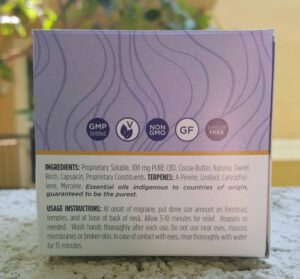 GMP
Certified
V
NON
GMO
GF
FREE
INGREDIENTS: Proprietary Soluble, 100 mg PURE CBD, Cocoa-Butter, Kunzea, Sweet
Birch, Capsaicin, Proprietary Constituents. TERPENES: A-Pinene, Linalool, Caryophyl-
lene, Myrcene. Essential oils indigenous to countries of origin,
guaranteed to be the purest.
USAGE INSTRUCTIONS: At onset of migraine, put dime size amount on forehead,
temples, and at base of back of neck. Allow 5-10 minutes for relief. Reapply as
needed. Wash hands thoroughly after each use. Do not use near eyes, mucous
membranes or broken skin. In case of contact with eyes, rinse thoroughly with water
for 15 minutes.